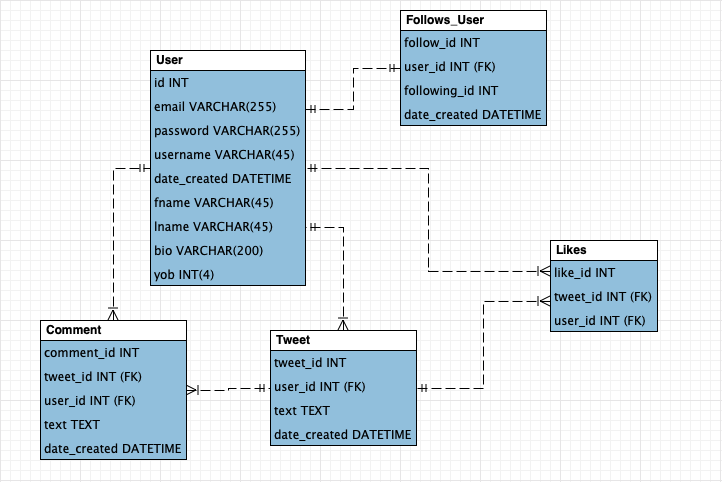 Follows_User
follow_id INT
user_id INT (FK)
following_id INT
date_created DATETIME
User
id INT
email VARCHAR(255)
password VARCHAR(255)
username VARCHAR(45)
date_created DATETIME
fname VARCHAR(45)
lname VARCHAR(45)
bio VARCHAR(200)
yob INT(4)
Likes
like_id INT
tweet_id INT (FK)
user_id INT (FK)
Comment
comment_id INT
tweet_id INT (FK)
user_id INT (FK)
text TEXT
date_created DATETIME
Tweet
tweet_id INT
user_id INT (FK)
text TEXT
date_created DATETIME